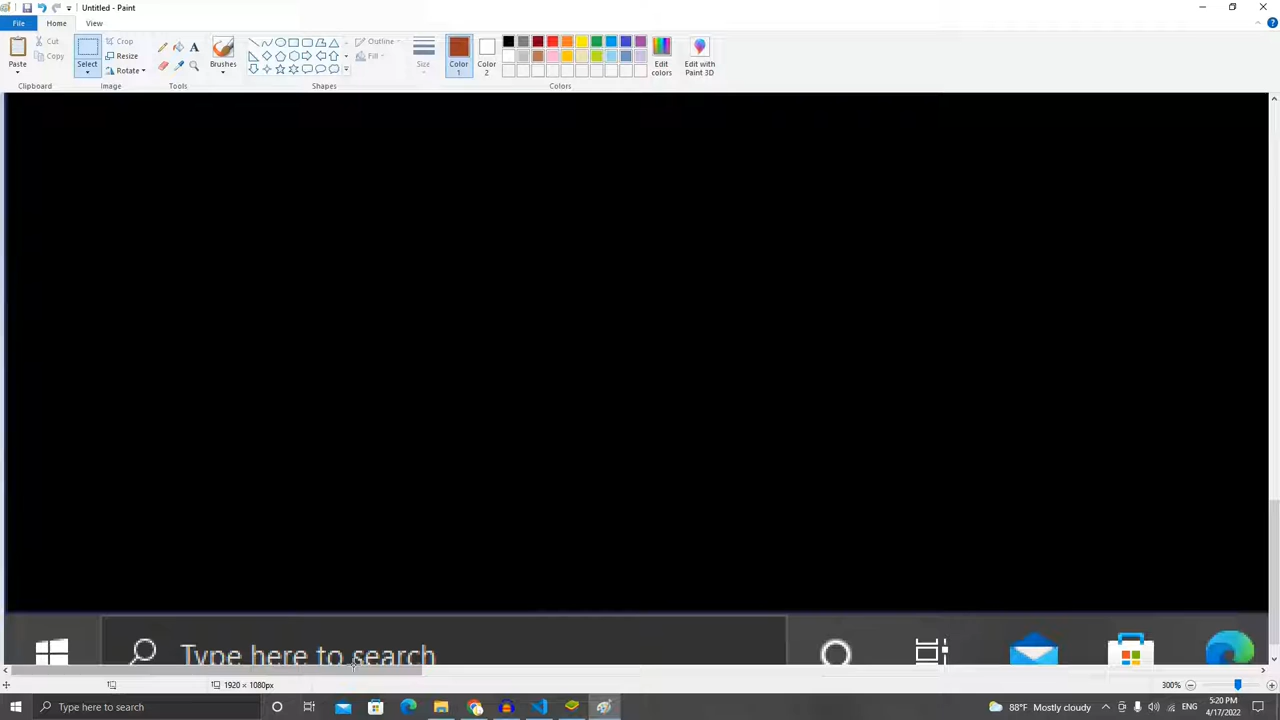 Untitled - Paint
File Home View
Paste
Cut
Copy
Clipboard
Select
Crop
Resize
Rotate
Image
Tools
Brushes
Shapes
Outline
Fill
Size
Color 1
Color 2
Colors
Edit colors
Edit with Paint 3D
Type here to search
1920 × 1080px
300%
Type here to search
88°F Mostly cloudy
ENG
5:20 PM
4/17/2022